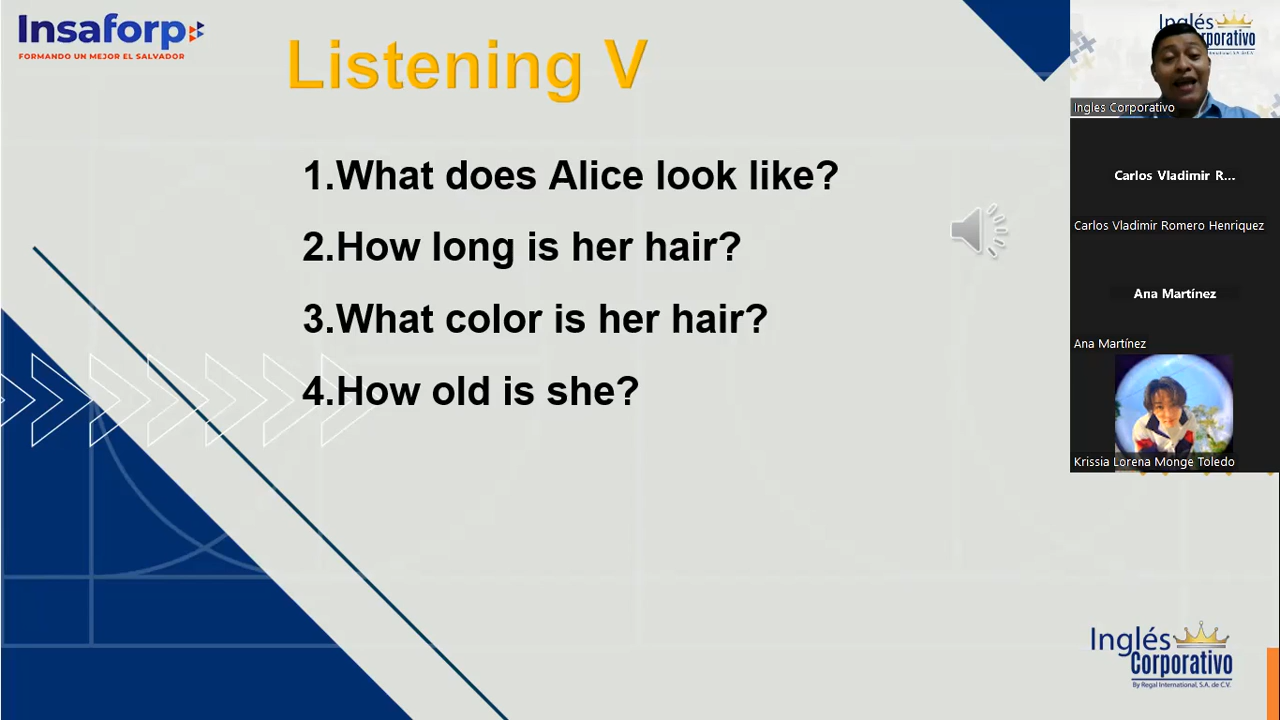 Insaforp
FORMANDO UN MEJOR EL SALVADOR
Listening V
1.What does Alice look like?
2.How long is her hair?
3.What color is her hair?
4.How old is she?
Inglés
Ingles Corporativo
Carlos Vladimir R...
Carlos Vladimir Romero Henriquez
Ana Martínez
Ana Martínez
Krissia Lorena Monge Toledo
Inglés
Corporativo
By Regal International, S.A. de C.V.